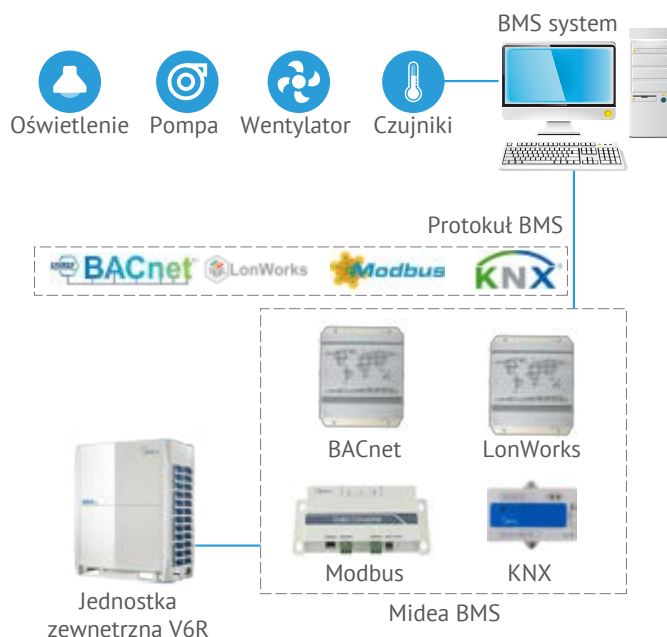 BMS system
Oświetlenie Pompa Wentylator Czujniki
Protokuł BMS
BACnet LonWorks Modbus KNX
BACnet LonWorks
Modbus KNX
Jednostka
zewnetrzna V6R
Midea BMS